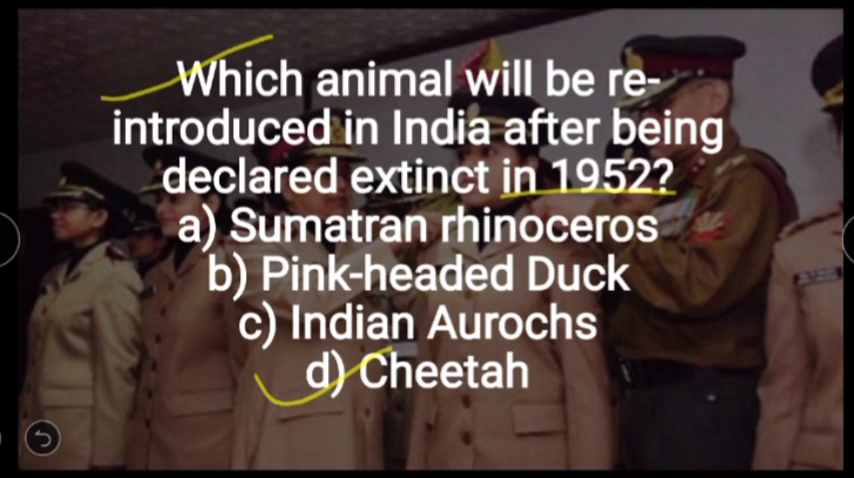 Which animal will be re-
introduced in India after being
declared extinct in 1952?
a) Sumatran rhinoceros
b) Pink-headed Duck
c) Indian Aurochs
d) Cheetah